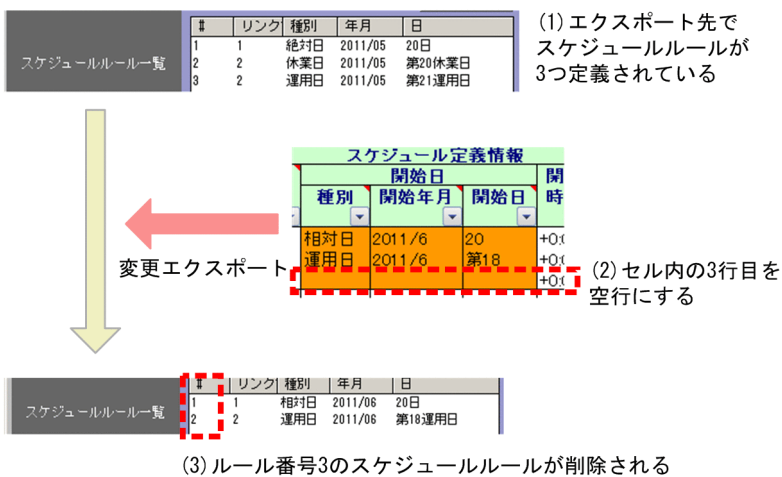 # リンク 種別 年月 日
スケジュールルール一覧
1 1 絶対日 2011/05 20日
2 2 休業日 2011/05 第20休業日
3 2 運用日 2011/05 第21運用日
(1)エクスポート先で
スケジュールルールが
3つ定義されている
スケジュール定義情報
開始日 開
種別 開始年月 開始日 時
相対日 2011/6 20 +0:0
運用日 2011/6 第18 +0:0
+0:0
変更エクスポート
(2)セル内の3行目を
空行にする
# リンク 種別 年月 日
スケジュールルール一覧
1 1 相対日 2011/06 20日
2 2 運用日 2011/06 第18運用日
(3)ルール番号3のスケジュールルールが削除される